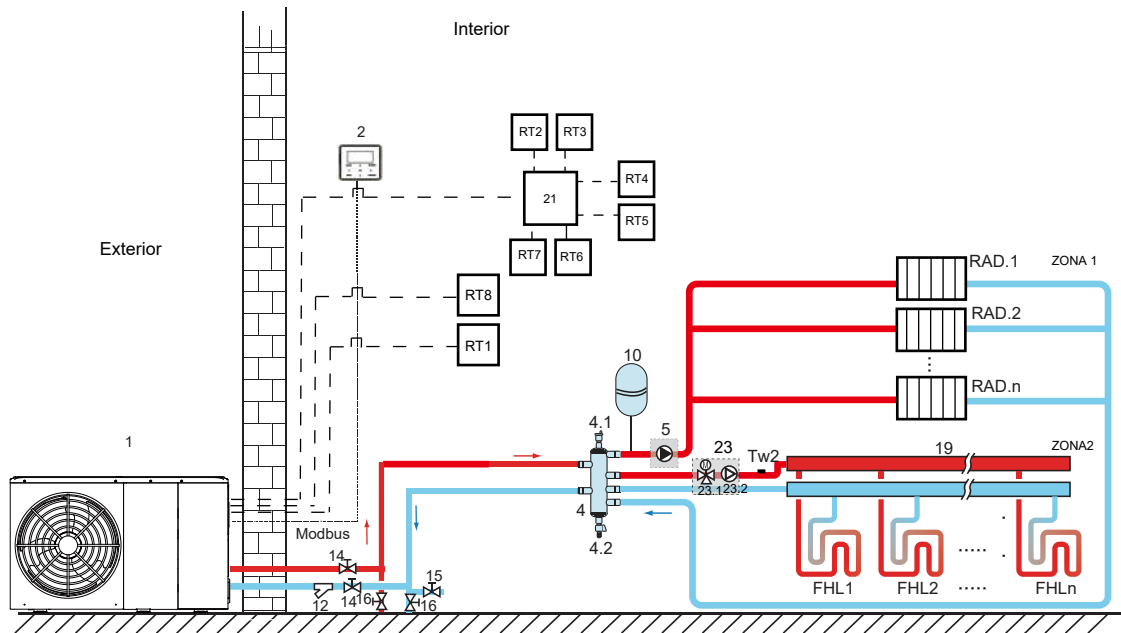 Interior
Exterior
2
RT2
RT3
RT4
21
RT5
RT7
RT6
RT8
RT1
RAD.1
ZONA 1
RAD.2
RAD.n
10
4.1
5
23
Tw2
19
ZONA2
M
23.1
23.2
4
4.2
1
Modbus
14
12
14
16
16
15
FHL1
FHL2
FHLn